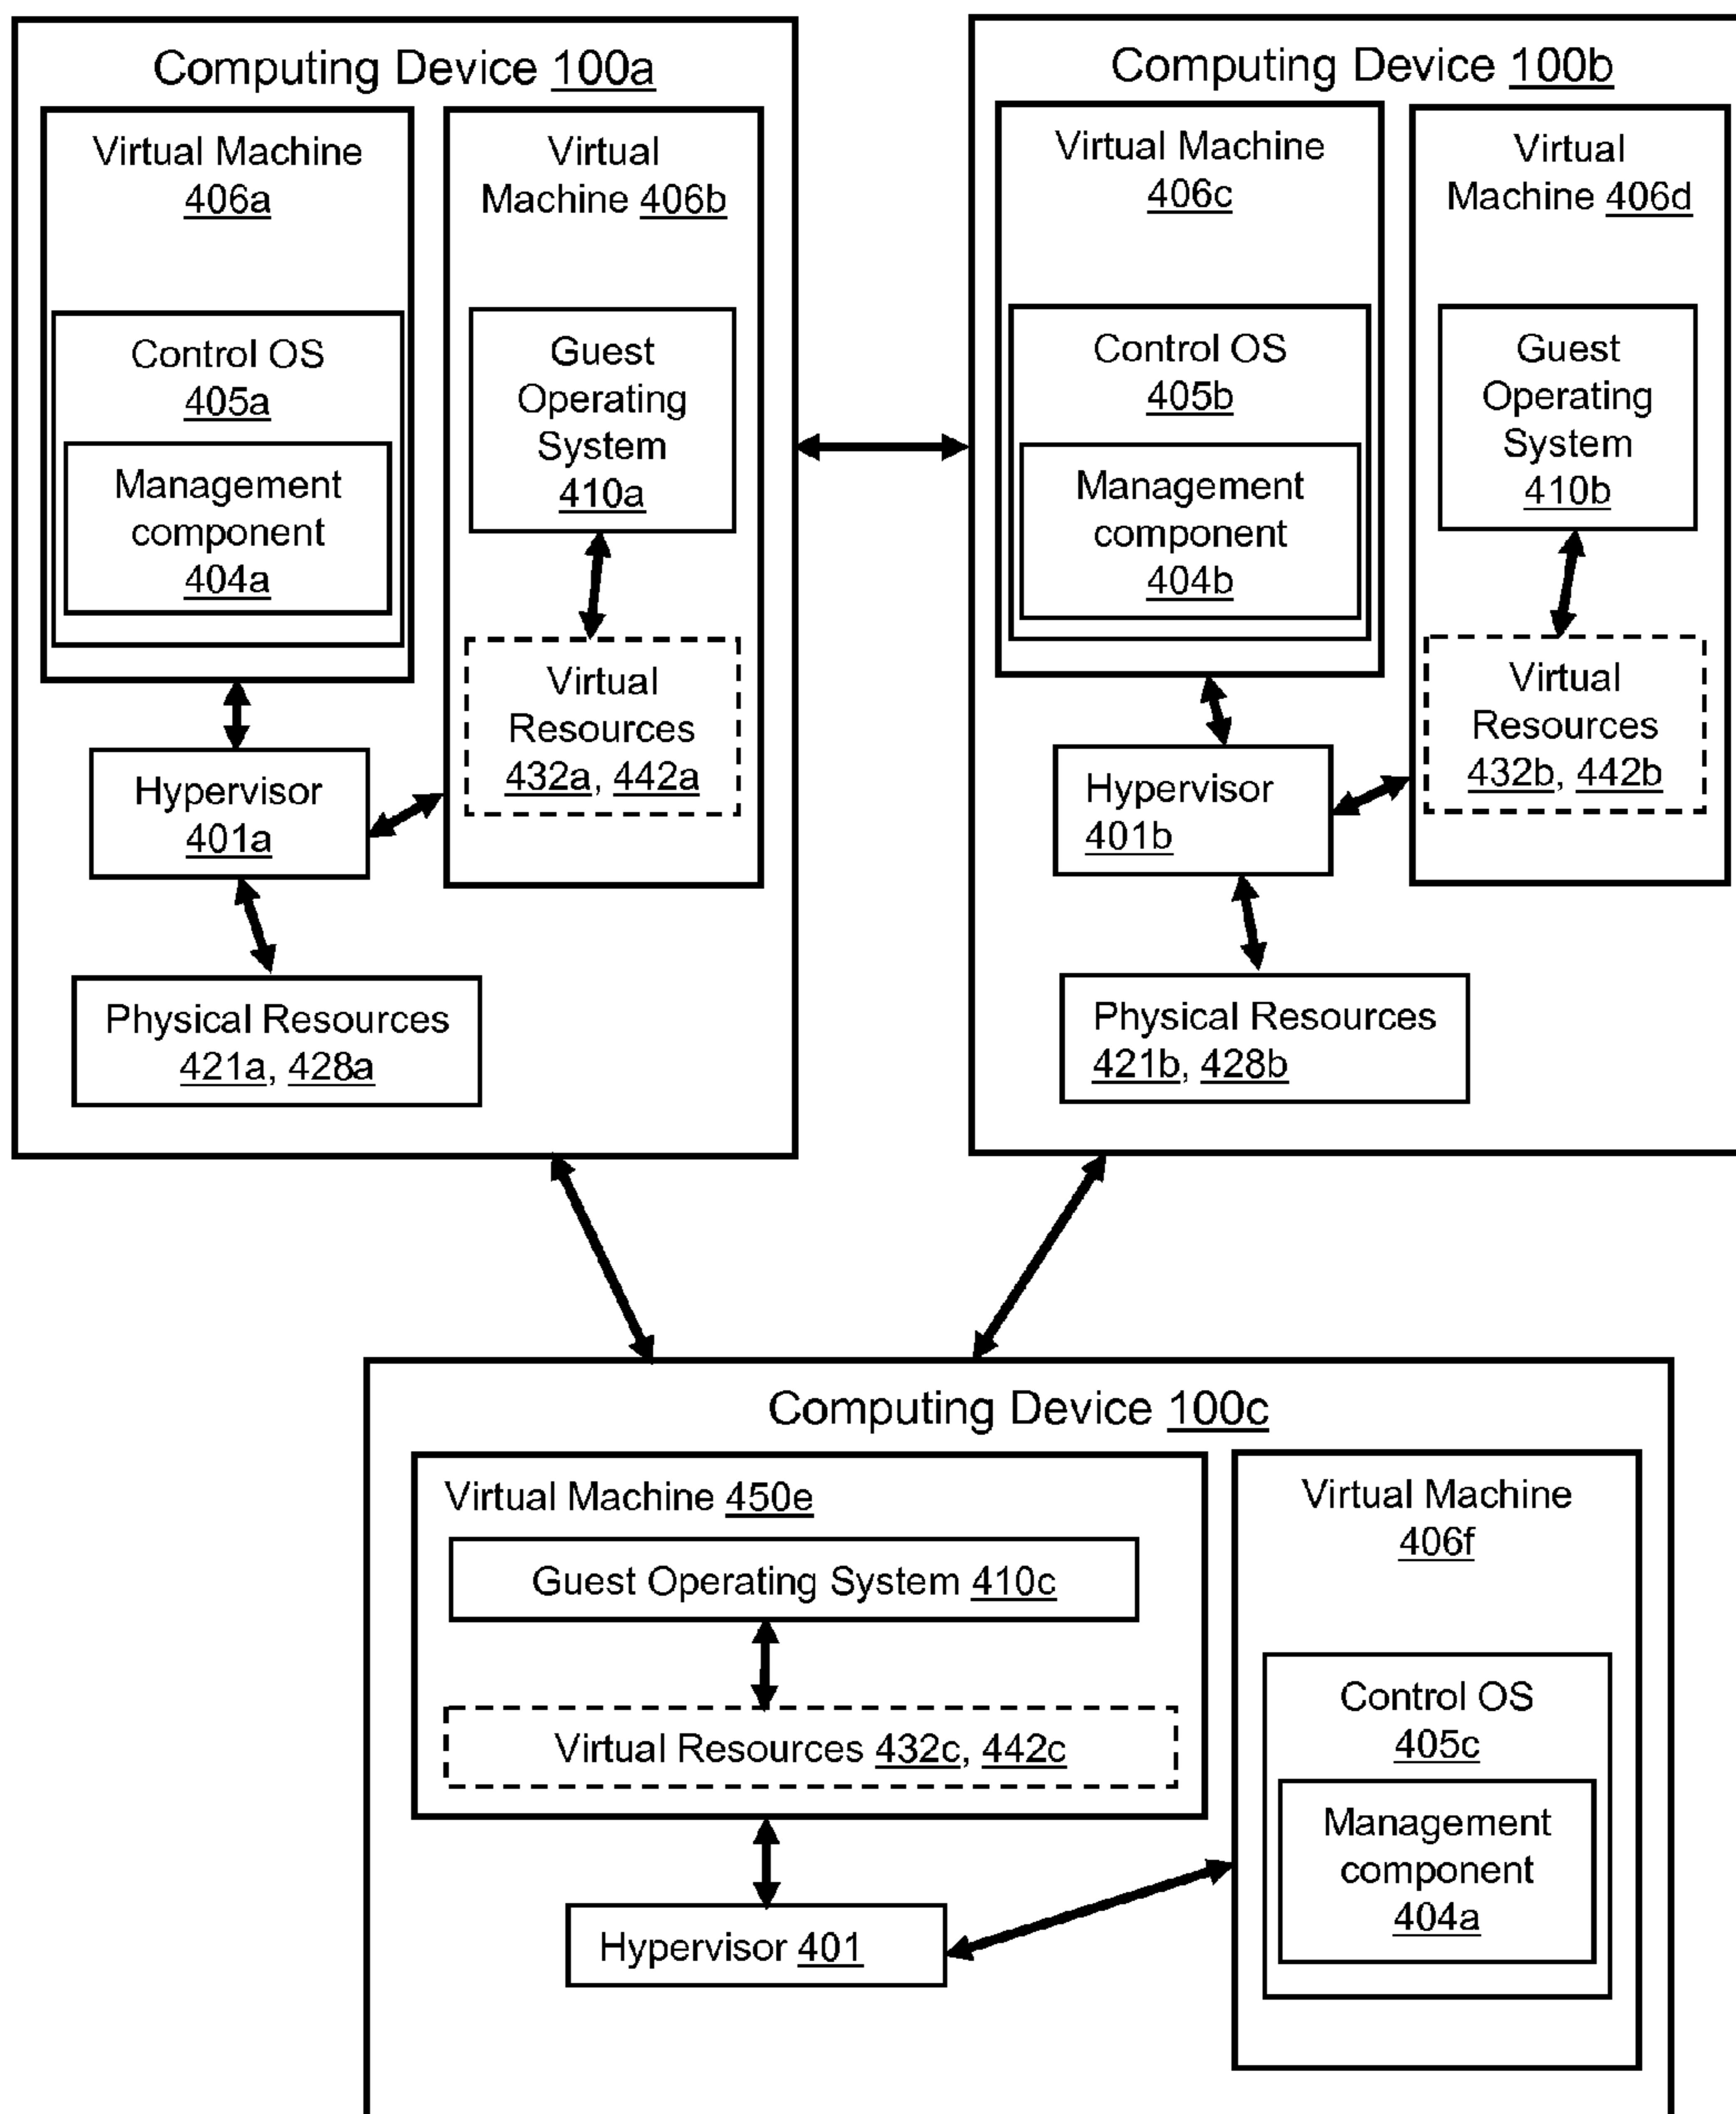 Computing Device 100a
Virtual Machine
406a
Control OS
405a
Management
component
404a
Virtual
Machine 406b
Guest
Operating
System
410a
Virtual
Resources
432a, 442a
Hypervisor
401a
Physical Resources
421a, 428a
Computing Device 100b
Virtual Machine
406c
Control OS
405b
Management
component
404b
Virtual
Machine 406d
Guest
Operating
System
410b
Virtual
Resources
432b, 442b
Hypervisor
401b
Physical Resources
421b, 428b
Computing Device 100c
Virtual Machine 450e
Guest Operating System 410c
Virtual Resources 432c, 442c
Hypervisor 401
Virtual Machine
406f
Control OS
405c
Management
component
404a